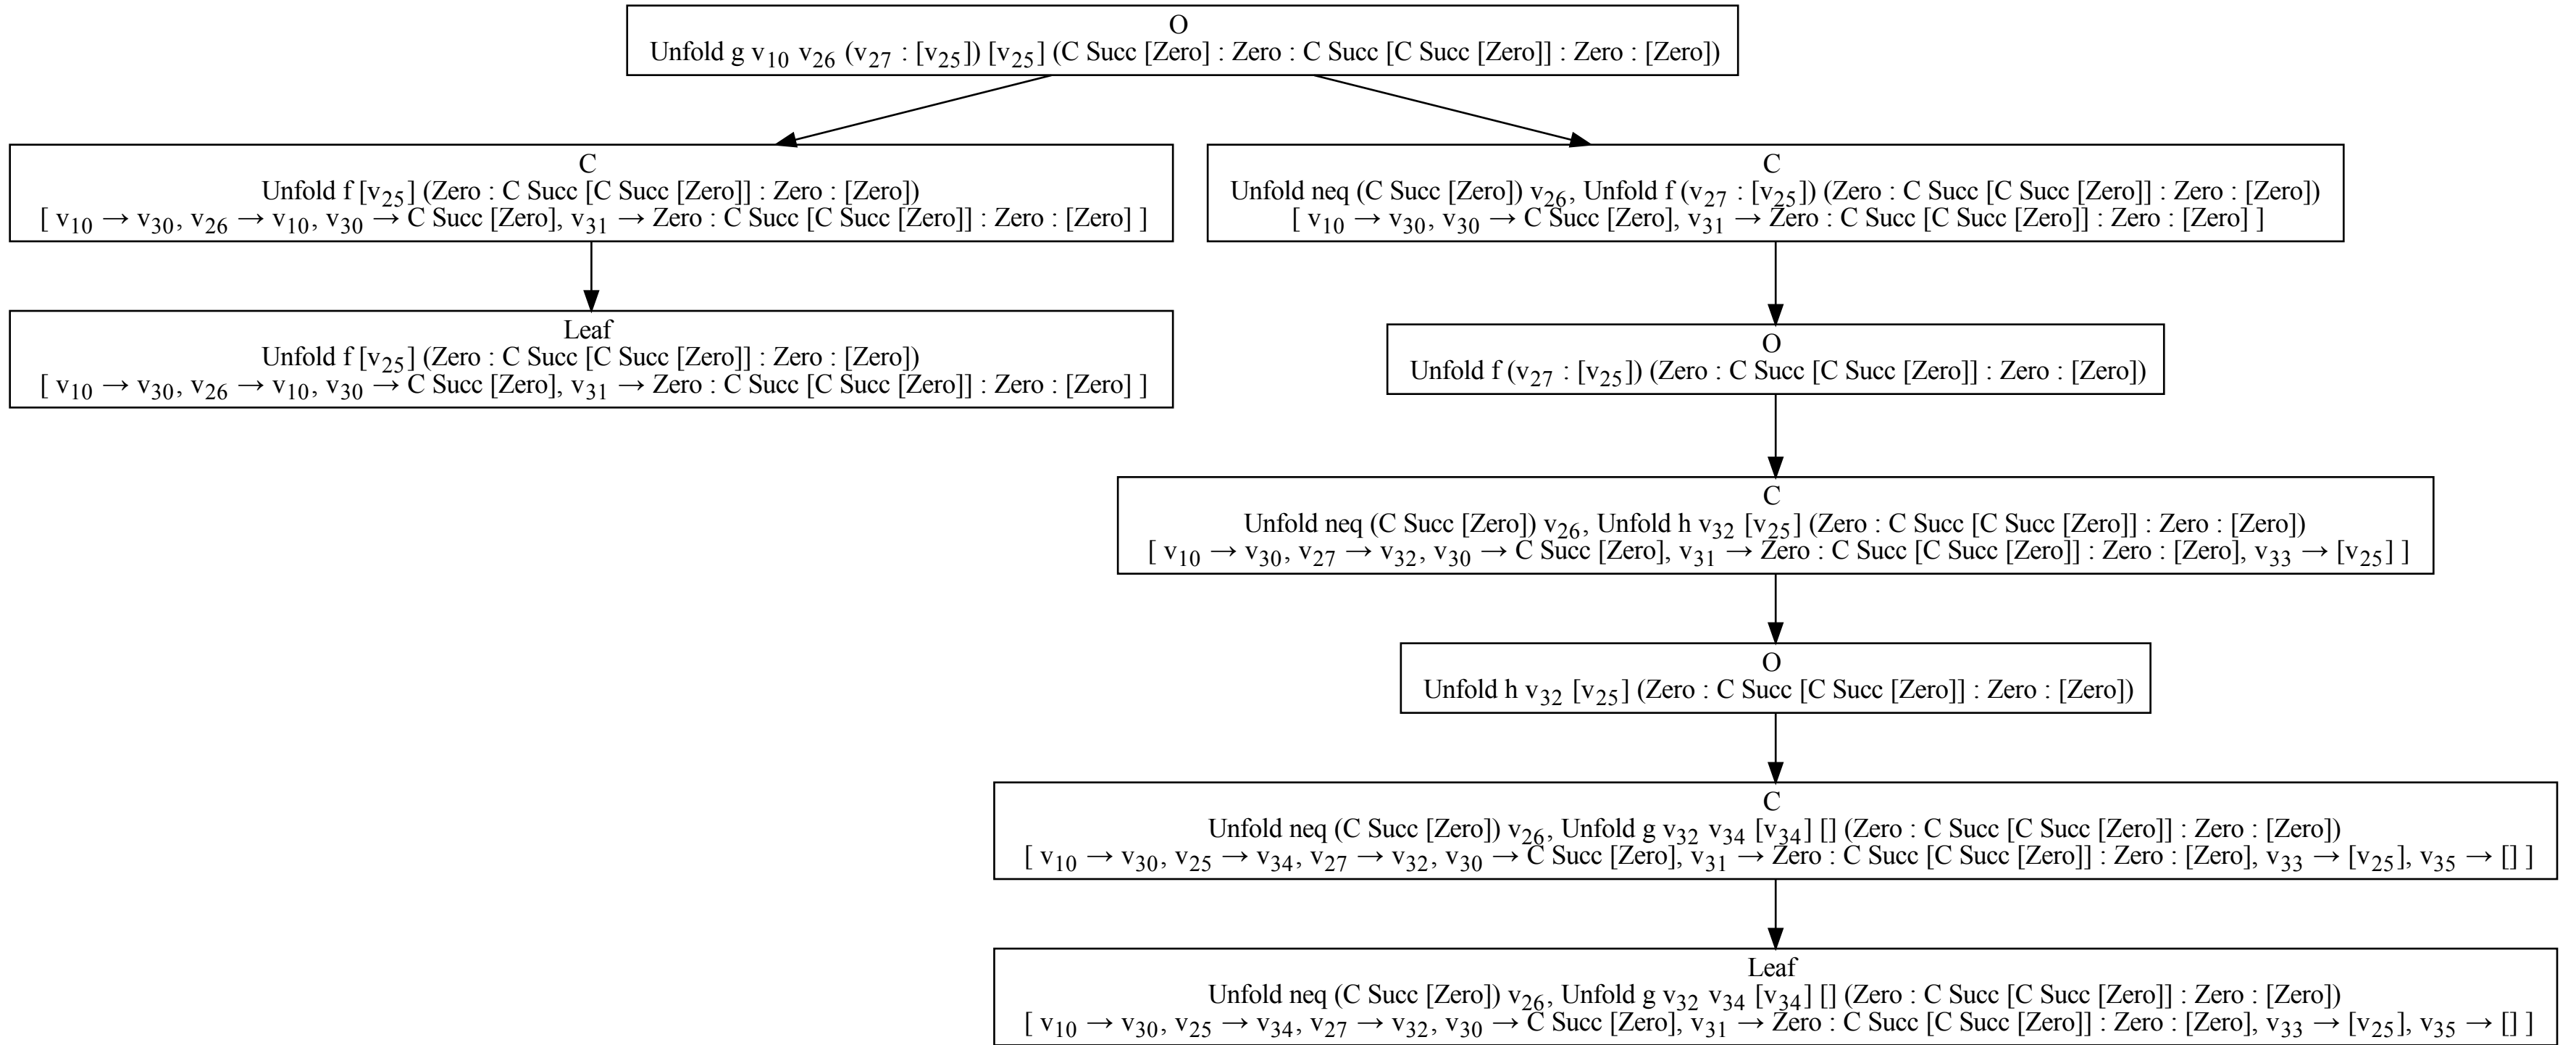 O
Unfold g v10 v26 (v27 : [v25]) [v25] (C Succ [Zero] : Zero : C Succ [C Succ [Zero]] : Zero : [Zero])
C
Unfold f [v25] (Zero : C Succ [C Succ [Zero]] : Zero : [Zero])
[ v10 → v30, v26 → v10, v30 → C Succ [Zero], v31 → Zero : C Succ [C Succ [Zero]] : Zero : [Zero] ]
C
Unfold neq (C Succ [Zero]) v26, Unfold f (v27 : [v25]) (Zero : C Succ [C Succ [Zero]] : Zero : [Zero])
[ v10 → v30, v30 → C Succ [Zero], v31 → Zero : C Succ [C Succ [Zero]] : Zero : [Zero] ]
Leaf
Unfold f [v25] (Zero : C Succ [C Succ [Zero]] : Zero : [Zero])
[ v10 → v30, v26 → v10, v30 → C Succ [Zero], v31 → Zero : C Succ [C Succ [Zero]] : Zero : [Zero] ]
O
Unfold f (v27 : [v25]) (Zero : C Succ [C Succ [Zero]] : Zero : [Zero])
C
Unfold neq (C Succ [Zero]) v26, Unfold h v32 [v25] (Zero : C Succ [C Succ [Zero]] : Zero : [Zero])
[ v10 → v30, v27 → v32, v30 → C Succ [Zero], v31 → Zero : C Succ [C Succ [Zero]] : Zero : [Zero], v33 → [v25] ]
O
Unfold h v32 [v25] (Zero : C Succ [C Succ [Zero]] : Zero : [Zero])
C
Unfold neq (C Succ [Zero]) v26, Unfold g v32 v34 [v34] [] (Zero : C Succ [C Succ [Zero]] : Zero : [Zero])
[ v10 → v30, v25 → v34, v27 → v32, v30 → C Succ [Zero], v31 → Zero : C Succ [C Succ [Zero]] : Zero : [Zero], v33 → [v25], v35 → [] ]
Leaf
Unfold neq (C Succ [Zero]) v26, Unfold g v32 v34 [v34] [] (Zero : C Succ [C Succ [Zero]] : Zero : [Zero])
[ v10 → v30, v25 → v34, v27 → v32, v30 → C Succ [Zero], v31 → Zero : C Succ [C Succ [Zero]] : Zero : [Zero], v33 → [v25], v35 → [] ]